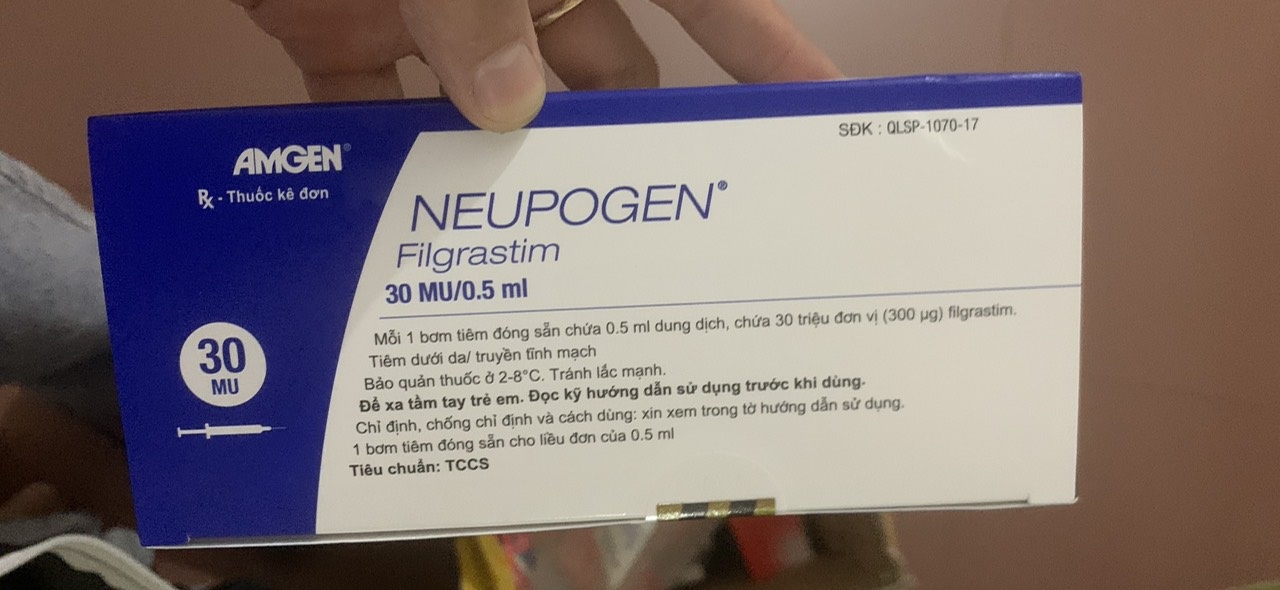 SĐK : QLSP-1070-17
AMGEN®
Rx - Thuốc kê đơn
NEUPOGEN®
Filgrastim
30 MU/0.5 ml
30
MU
Mỗi 1 bơm tiêm đóng sẵn chứa 0.5 ml dung dịch, chứa 30 triệu đơn vị (300 µg) filgrastim.
Tiêm dưới da/ truyền tĩnh mạch
Bảo quản thuốc ở 2-8°C. Tránh lắc mạnh.
Để xa tầm tay trẻ em. Đọc kỹ hướng dẫn sử dụng trước khi dùng.
Chỉ định, chống chỉ định và cách dùng: xin xem trong tờ hướng dẫn sử dụng.
1 bơm tiêm đóng sẵn cho liều đơn của 0.5 ml
Tiêu chuẩn: TCCS